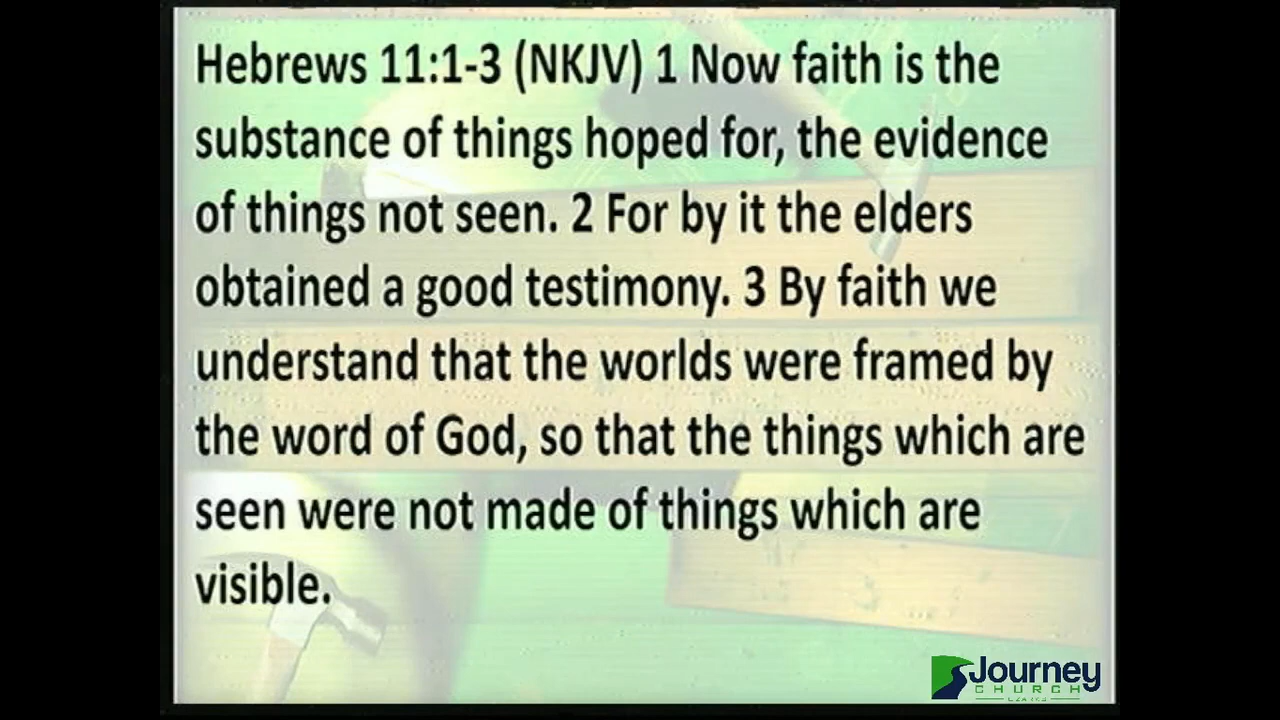 Hebrews 11:1-3 (NKJV) 1 Now faith is the
substance of things hoped for, the evidence
of things not seen. 2 For by it the elders
obtained a good testimony. 3 By faith we
understand that the worlds were framed by
the word of God, so that the things which are
seen were not made of things which are
visible.
Journey
CHURCH